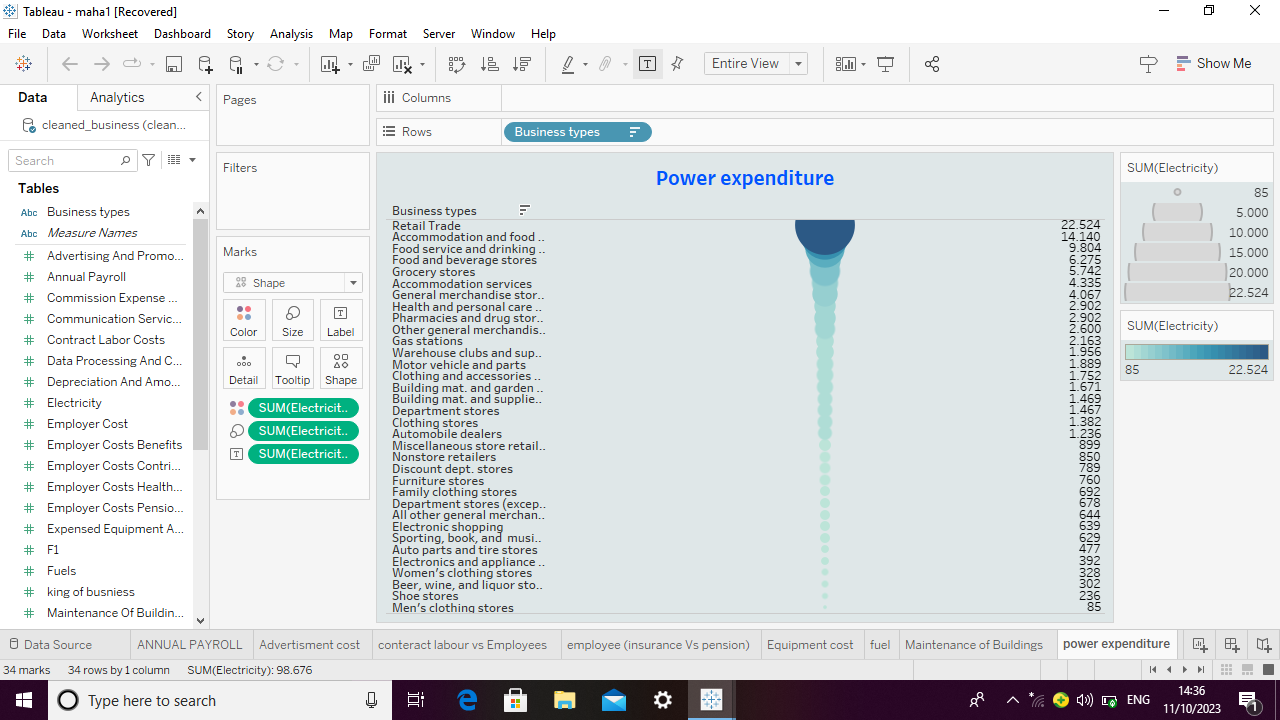 Tableau - maha1 [Recovered]
File Data Worksheet Dashboard Story Analysis Map Format Server Window Help
Entire View
Show Me
Data Analytics
cleaned_business (clean...
Search
Tables
Abc Business types
Abc Measure Names
Advertising And Promo...
Annual Payroll
Commission Expense ...
Communication Servic...
Contract Labor Costs
Data Processing And C...
Depreciation And Amo...
Electricity
Employer Cost
Employer Costs Benefits
Employer Costs Contri...
Employer Costs Health...
Employer Costs Pensio...
Expensed Equipment A...
F1
Fuels
king of busniess
Maintenance Of Buildin...
Pages
Filters
Marks
Shape
Color Size Label
Detail Tooltip Shape
SUM(Electricit..
SUM(Electricit..
SUM(Electricit..
Columns
Rows Business types
Power expenditure
Business types
Retail Trade 22.524
Accommodation and food .. 14.140
Food service and drinking .. 9.804
Food and beverage stores 6.275
Grocery stores 5.742
Accommodation services 4.335
General merchandise stor.. 4.067
Health and personal care .. 2.902
Pharmacies and drug stor.. 2.902
Other general merchandis.. 2.600
Gas stations 2.163
Warehouse clubs and sup.. 1.956
Motor vehicle and parts 1.889
Clothing and accessories .. 1.752
Building mat. and garden .. 1.671
Building mat. and supplie.. 1.469
Department stores 1.467
Clothing stores 1.382
Automobile dealers 1.236
Miscellaneous store retail.. 899
Nonstore retailers 850
Discount dept. stores 789
Furniture stores 760
Family clothing stores 692
Department stores (excep.. 678
All other general merchan.. 644
Electronic shopping 639
Sporting, book, and musi.. 629
Auto parts and tire stores 477
Electronics and appliance .. 392
Women's clothing stores 328
Beer, wine, and liquor sto.. 302
Shoe stores 236
Men's clothing stores 85
SUM(Electricity)
85
5.000
10.000
15.000
20.000
22.524
SUM(Electricity)
85 22.524
Data Source ANNUAL PAYROLL Advertisment cost conteract labour vs Employees employee (insurance Vs pension) Equipment cost fuel Maintenance of Buildings power expenditure
34 marks 34 rows by 1 column SUM(Electricity): 98.676
Type here to search
ENG
14:36
11/10/2023
1